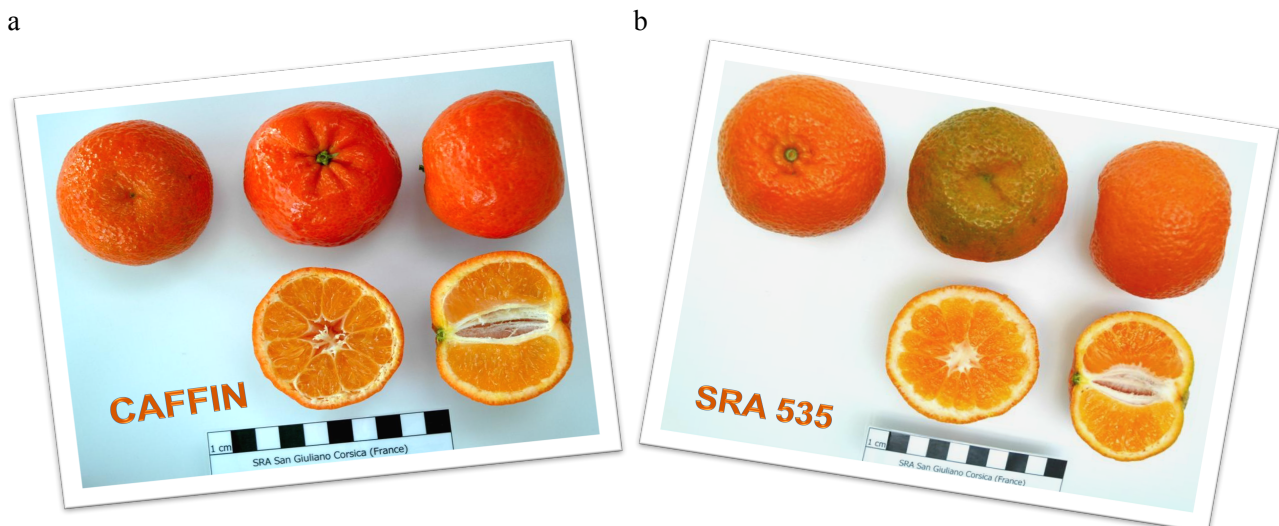 a
b
CAFFIN
1 cm
SRA San Giuliano Corsica (France)
SRA 535
1 cm
SRA San Giuliano Corsica (France)